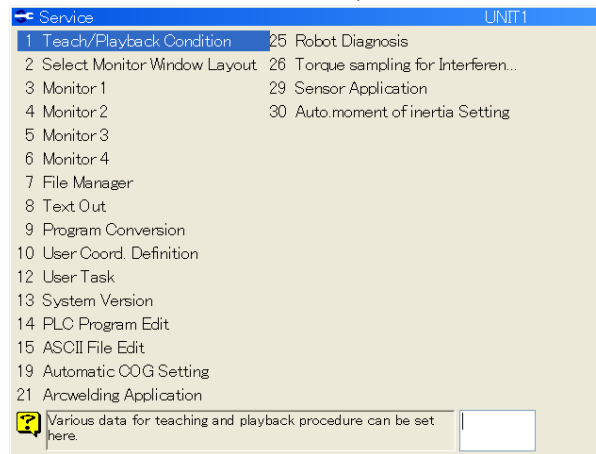 Service UNIT1
1 Teach/Playback Condition
2 Select Monitor Window Layout
3 Monitor 1
4 Monitor 2
5 Monitor 3
6 Monitor 4
7 File Manager
8 Text Out
9 Program Conversion
10 User Coord. Definition
12 User Task
13 System Version
14 PLC Program Edit
15 ASCII File Edit
19 Automatic COG Setting
21 Arcwelding Application
25 Robot Diagnosis
26 Torque sampling for Interferen...
29 Sensor Application
30 Auto.moment of inertia Setting
Various data for teaching and playback procedure can be set
here.